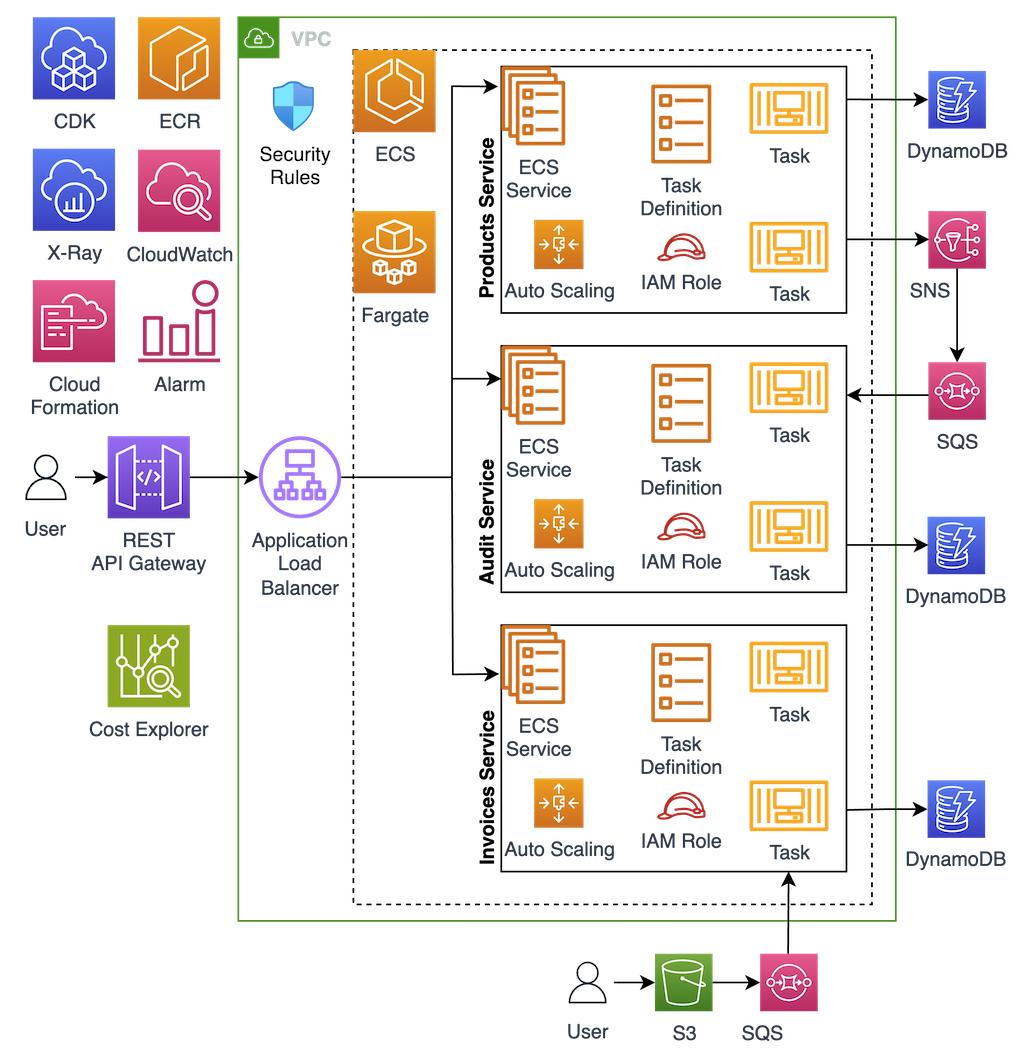 VPC
CDK
ECR
Security
Rules
ECS
X-Ray
CloudWatch
Fargate
Cloud
Formation
Alarm
User
REST
API Gateway
Application
Load
Balancer
Cost Explorer
Products Service
ECS
Service
Task
Definition
Task
Auto Scaling
IAM Role
Task
DynamoDB
SNS
SQS
Audit Service
ECS
Service
Task
Definition
Task
Auto Scaling
IAM Role
Task
DynamoDB
Invoices Service
ECS
Service
Task
Definition
Task
Auto Scaling
IAM Role
Task
DynamoDB
User
S3
SQS